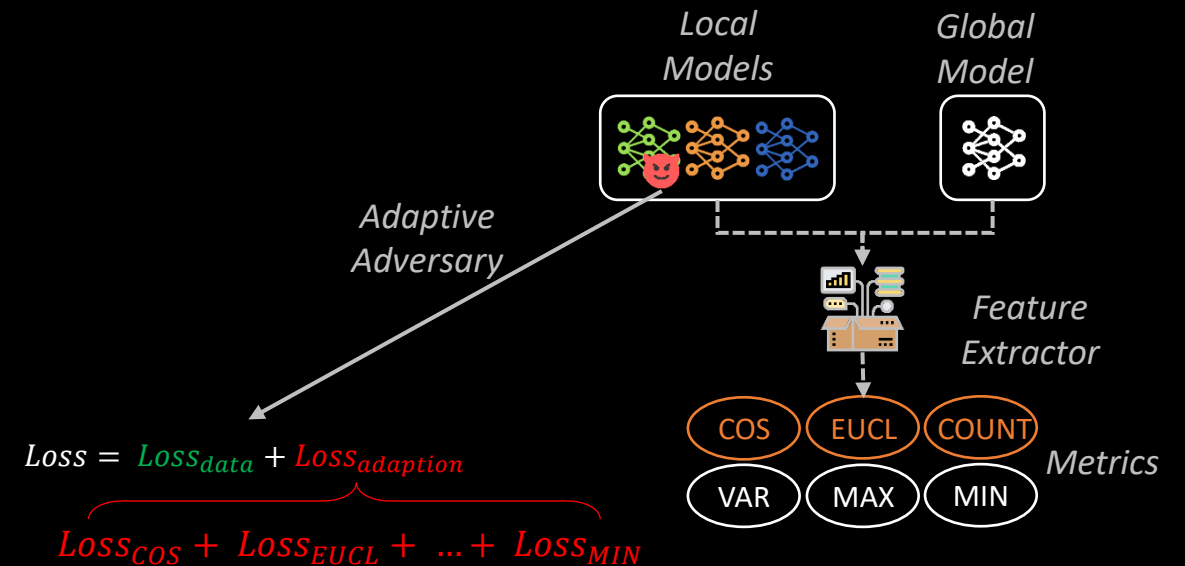 Local
Models
Global
Model
Adaptive
Adversary
Feature
Extractor
COS EUCL COUNT
Metrics
VAR MAX MIN
Loss = Loss_data + Loss_adaption
Loss_COS + Loss_EUCL + …+ Loss_MIN